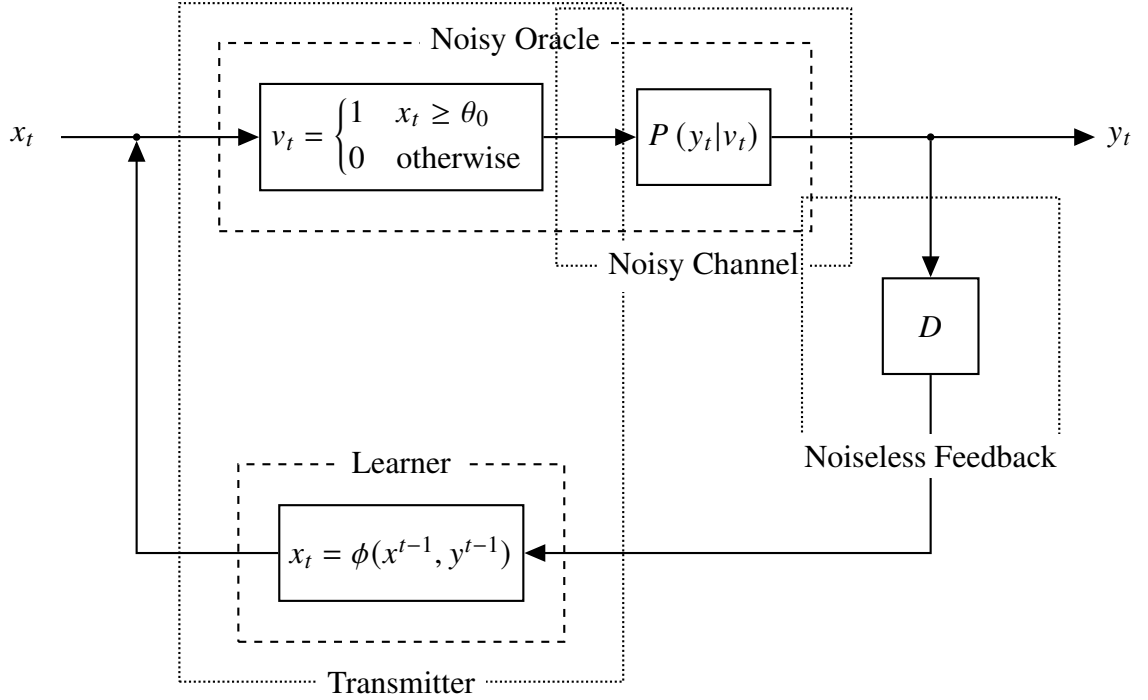 Noisy Oracle
x_t
v_t = { 1 x_t ≥ θ_0
0 otherwise
P (y_t|v_t)
y_t
Noisy Channel
D
Noiseless Feedback
Learner
x_t = ϕ(x^{t−1}, y^{t−1})
Transmitter